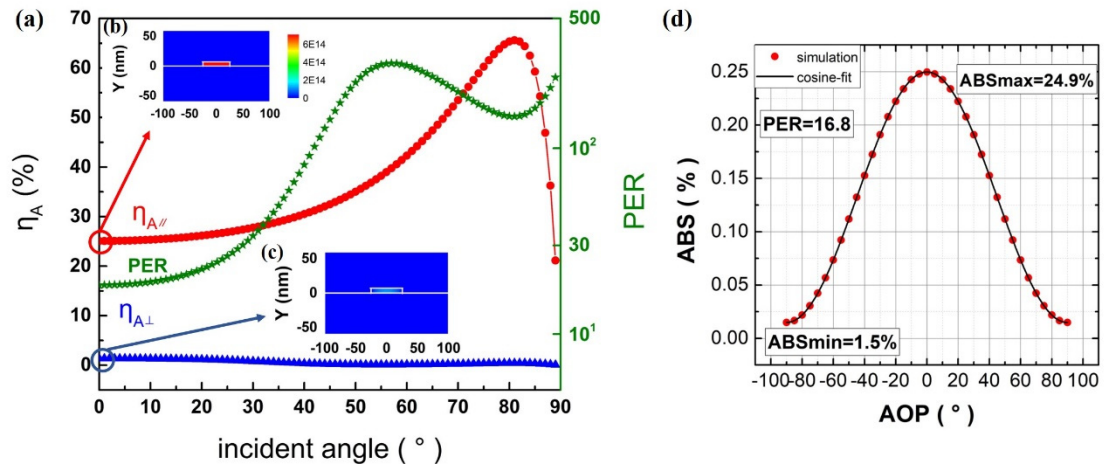 (a)
(b)
(c)
(d)
70
60
50
40
30
20
10
0
η_A (%)
0 10 20 30 40 50 60 70 80 90
incident angle ( ° )
500
10²
30
10¹
PER
η_A//
PER
η_A⊥
Y (nm)
50
0
-50
-100 -50 0 50 100
6E14
4E14
2E14
0
Y (nm)
50
0
-50
-100 -50 0 50 100
simulation
cosine-fit
ABSmax=24.9%
PER=16.8
ABSmin=1.5%
0.25
0.20
0.15
0.10
0.05
0.00
ABS ( % )
-100 -80 -60 -40 -20 0 20 40 60 80 100
AOP ( ° )